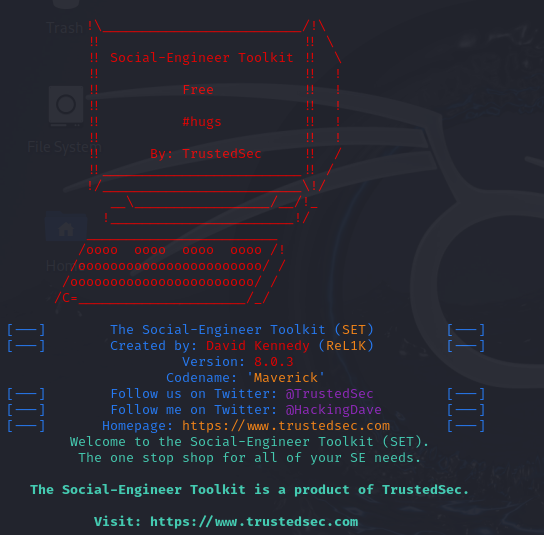 Trash
!\_________________________/!\
!! !! \
!! Social-Engineer Toolkit !! \
!! !! !
!! Free !! !
!! !! !
!! #hugs !! !
!! !! !
File System
!! By: TrustedSec !! /
!!_________________________!! /
!/_________________________\!/
__\_________________/__/!_
!_______________________!/
________________________
/oooo oooo oooo oooo /!
Home
/ooooooooooooooooooooooo/ /
/ooooooooooooooooooooooo/ /
/C=_____________________/_/
[---] The Social-Engineer Toolkit (SET) [---]
[---] Created by: David Kennedy (ReL1K) [---]
Version: 8.0.3
Codename: 'Maverick'
[---] Follow us on Twitter: @TrustedSec [---]
[---] Follow me on Twitter: @HackingDave [---]
[---] Homepage: https://www.trustedsec.com [---]
Welcome to the Social-Engineer Toolkit (SET).
The one stop shop for all of your SE needs.
The Social-Engineer Toolkit is a product of TrustedSec.
Visit: https://www.trustedsec.com